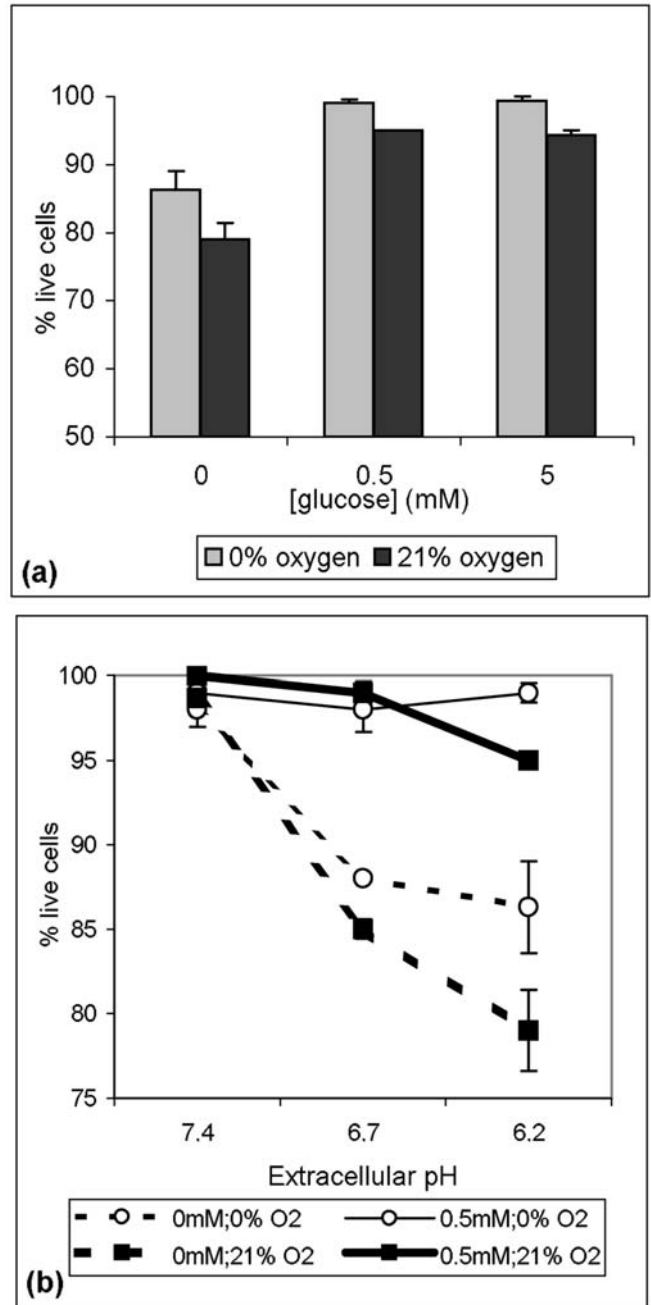 100
90
80
70
60
50
% live cells
0 0.5 5
[glucose] (mM)
0% oxygen 21% oxygen
(a)
100
95
90
85
80
75
% live cells
7.4 6.7 6.2
Extracellular pH
0mM;0% O2 0.5mM;0% O2
0mM;21% O2 0.5mM;21% O2
(b)